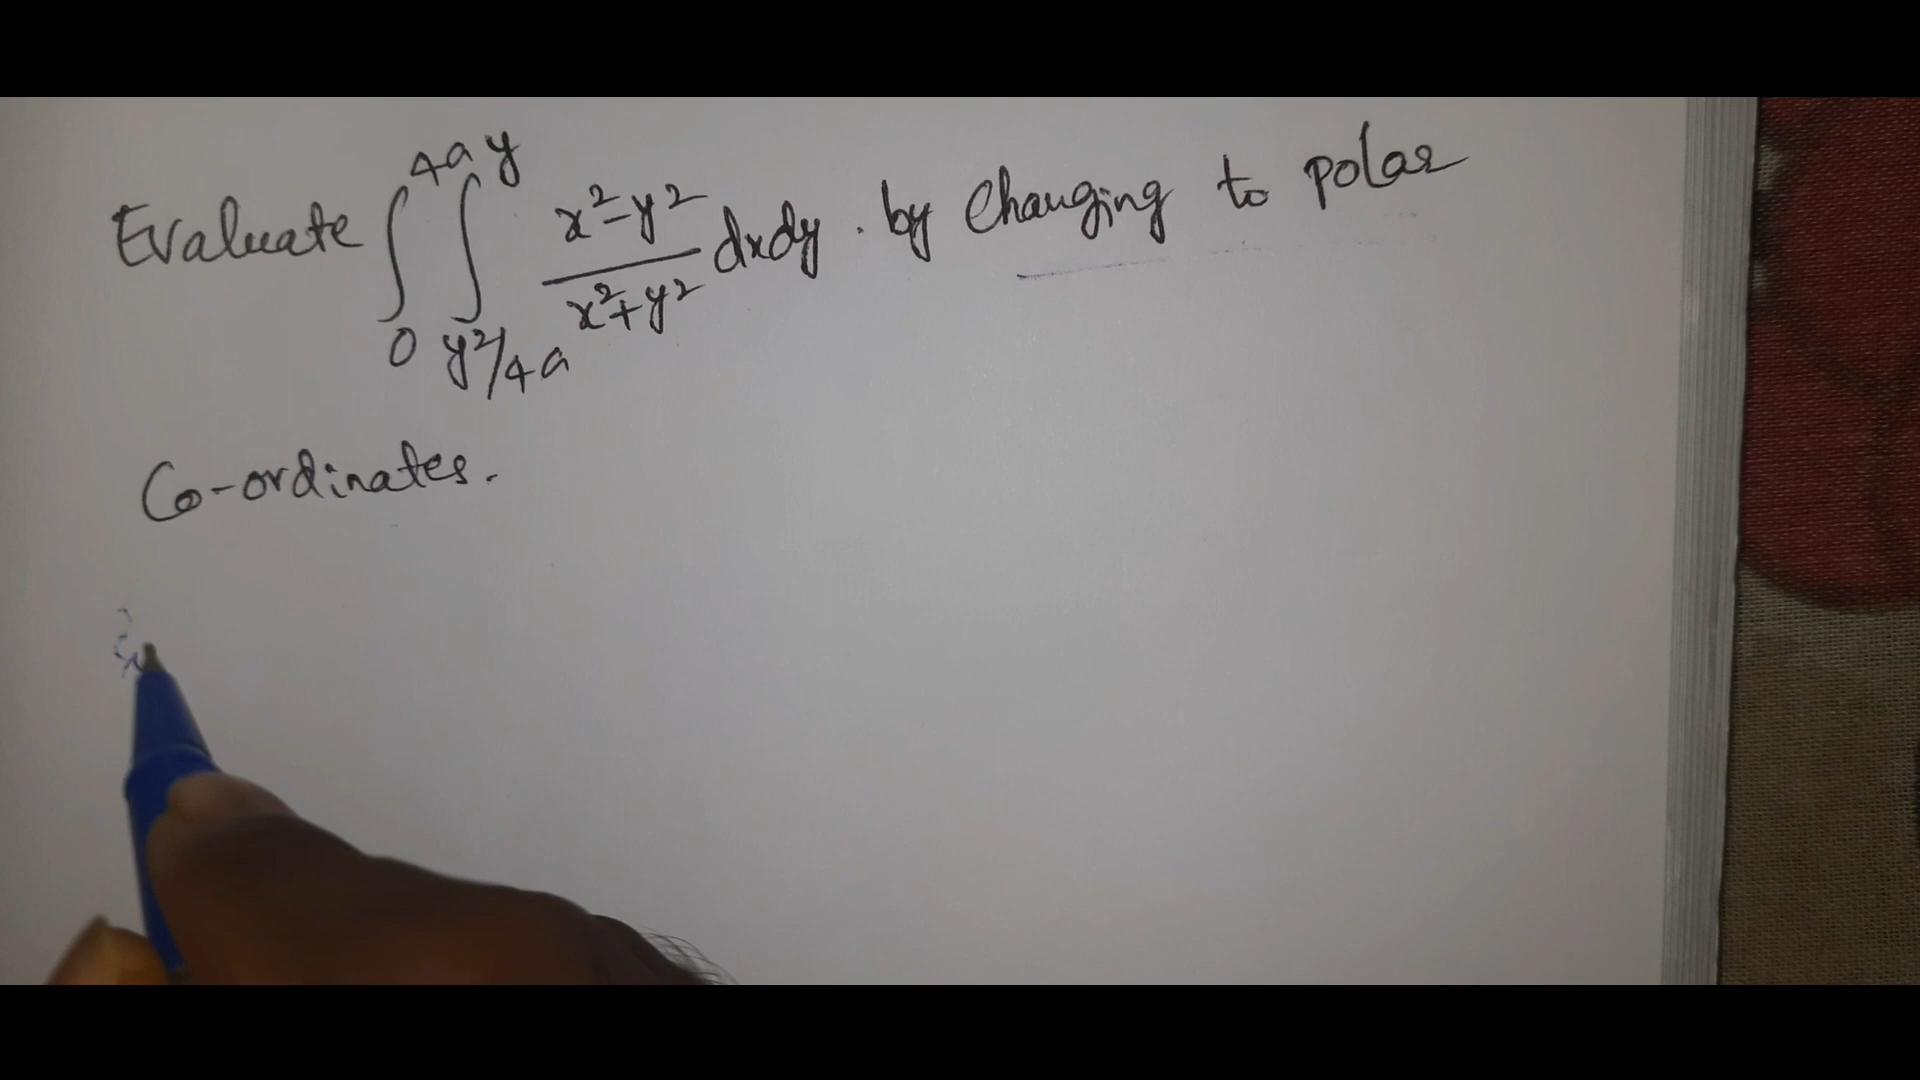 Evaluate ∫₀^{4a} ∫_{y²/4a}^{y} (x²-y²)/(x²+y²) dxdy. by Changing to polar
Co-ordinates.